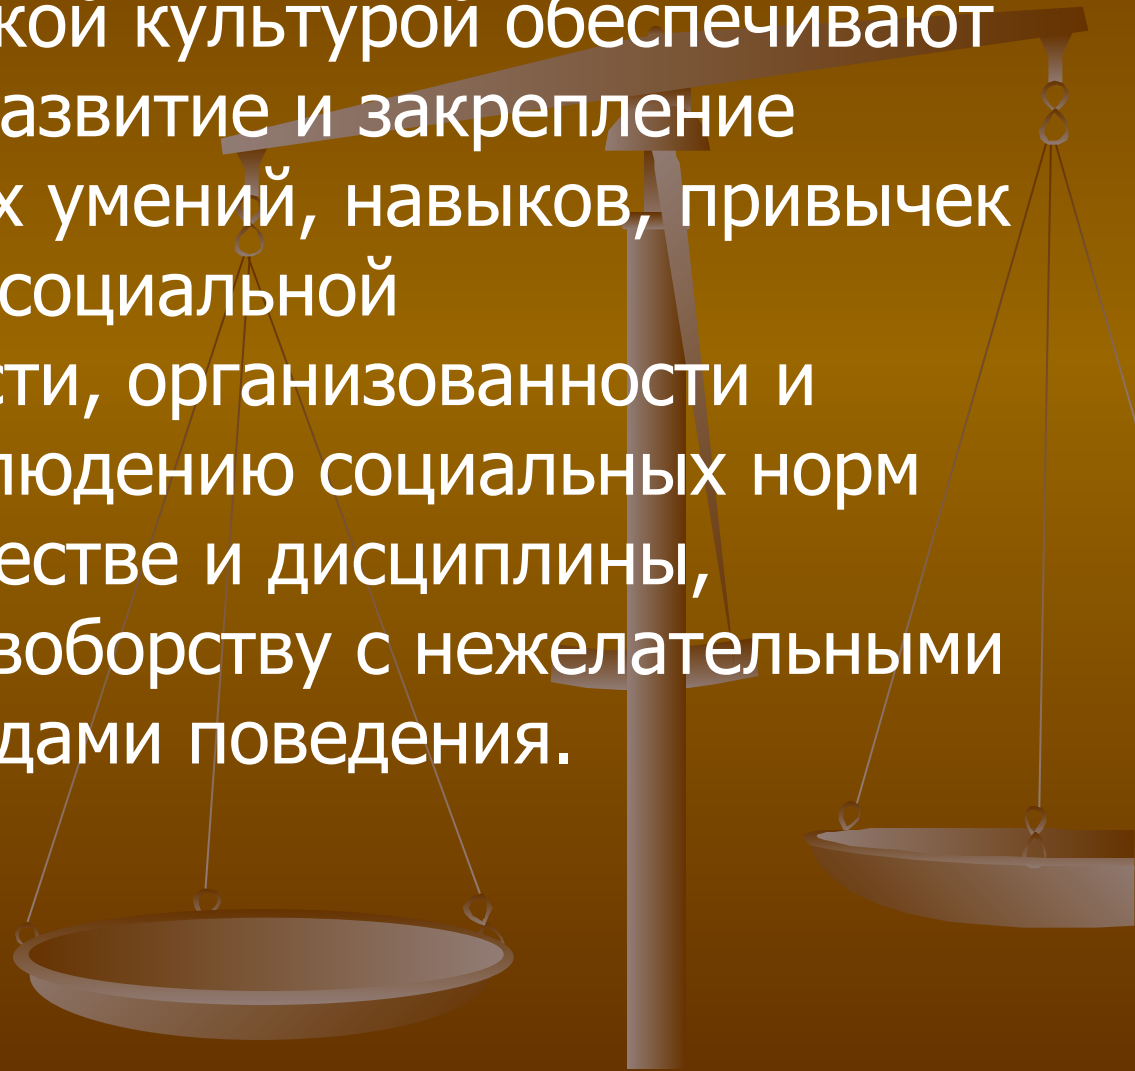 кой культурой обеспечивают
азвитие и закрепление
х умений, навыков, привычек
социальной
сти, организованности и
людению социальных норм
естве и дисциплины,
воборству с нежелательными
дами поведения.